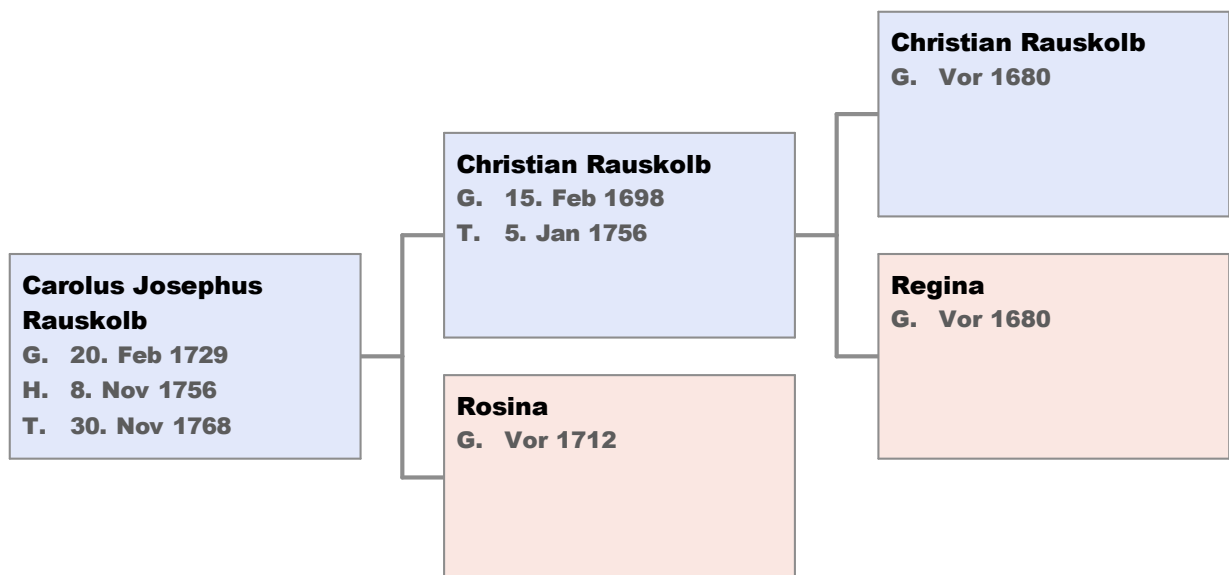 Christian Rauskolb
G. Vor 1680
Christian Rauskolb
G. 15. Feb 1698
T. 5. Jan 1756
Carolus Josephus
Rauskolb
G. 20. Feb 1729
H. 8. Nov 1756
T. 30. Nov 1768
Regina
G. Vor 1680
Rosina
G. Vor 1712